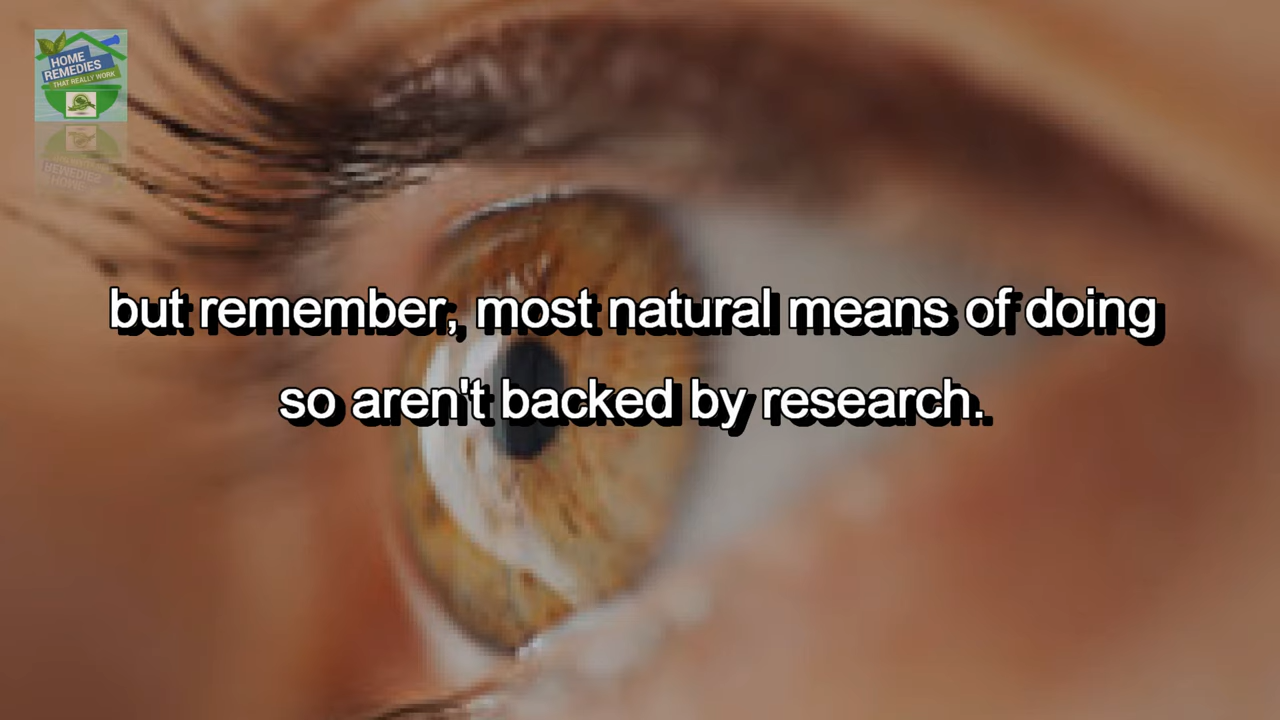 HOME
REMEDIES
THAT REALLY WORK
but remember, most natural means of doing
so aren't backed by research.